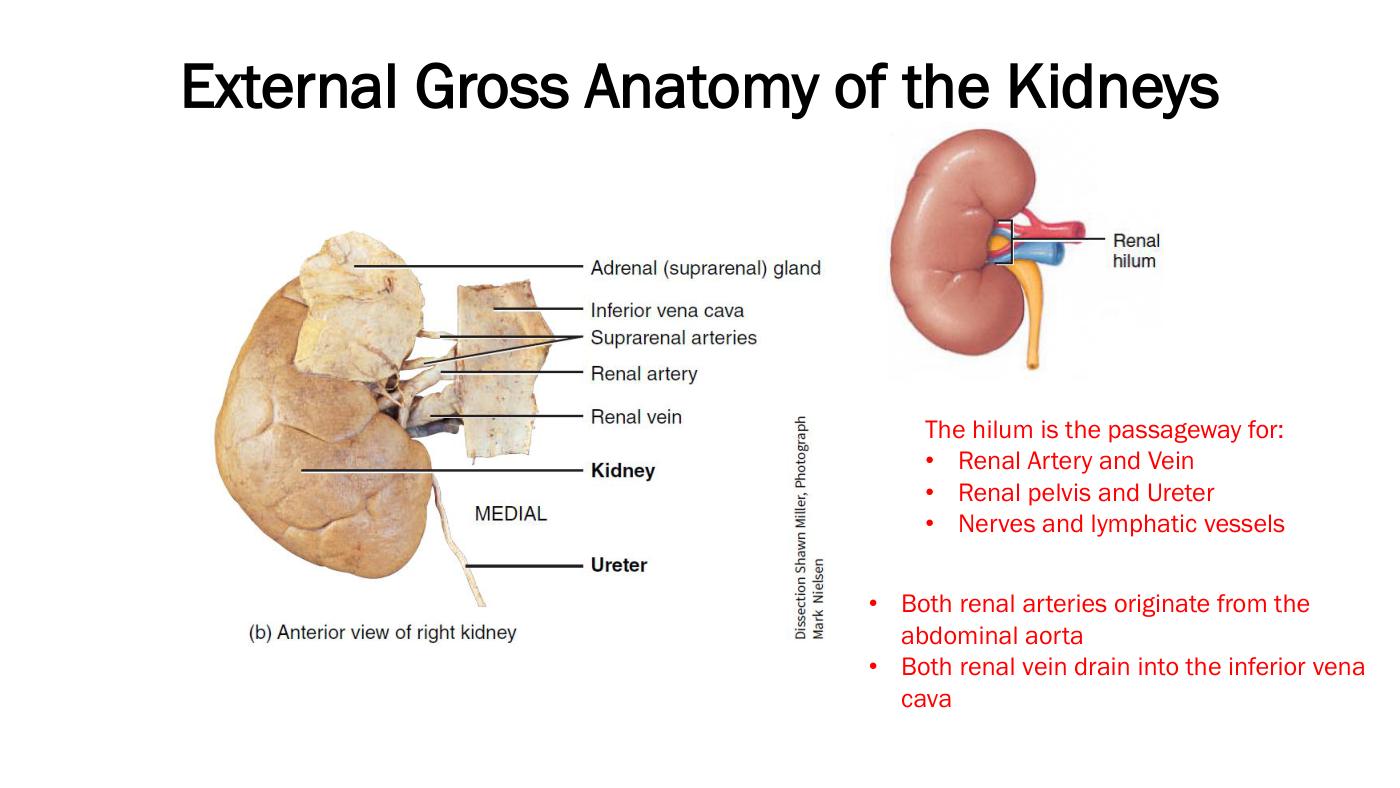 External Gross Anatomy of the Kidneys
Adrenal (suprarenal) gland
Inferior vena cava
Suprarenal arteries
Renal artery
Renal vein
Kidney
MEDIAL
Ureter
(b) Anterior view of right kidney
Dissection Shawn Miller, Photograph
Mark Nielsen
Renal
hilum
The hilum is the passageway for:
• Renal Artery and Vein
• Renal pelvis and Ureter
• Nerves and lymphatic vessels
• Both renal arteries originate from the
abdominal aorta
• Both renal vein drain into the inferior vena
cava